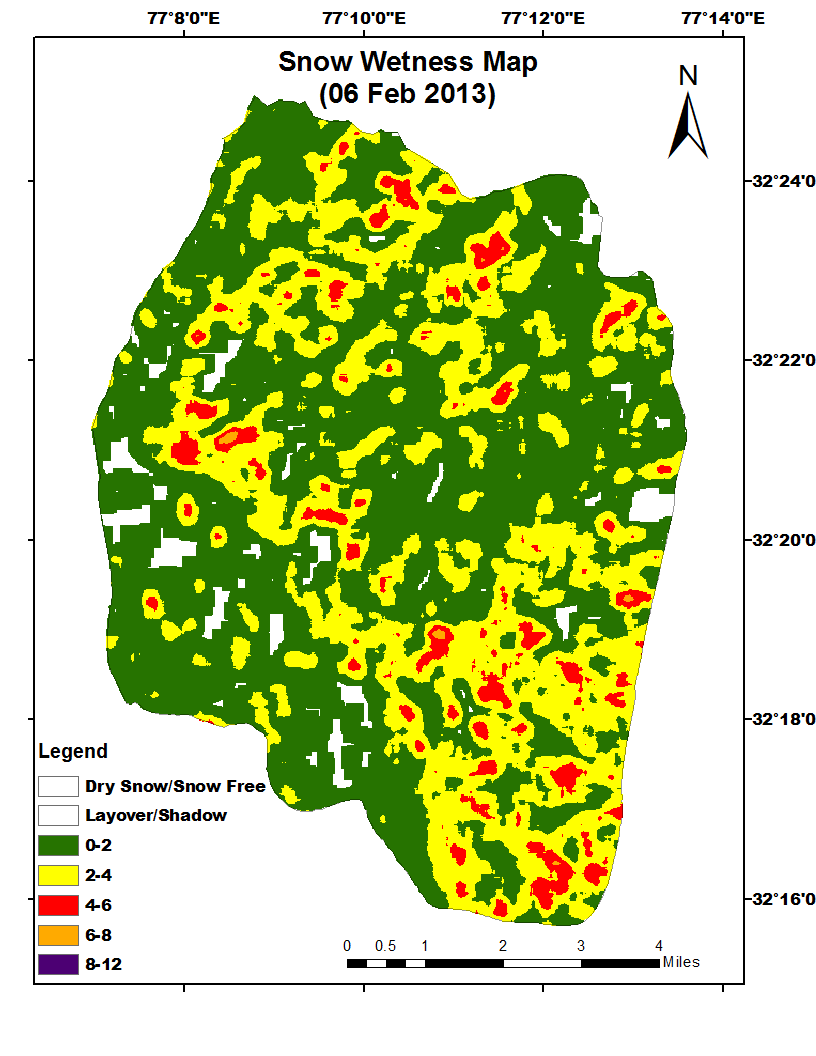 77°8'0"E 77°10'0"E 77°12'0"E 77°14'0"E
Snow Wetness Map
(06 Feb 2013)
N
32°24'0
32°22'0
32°20'0
32°18'0
32°16'0
Legend
Dry Snow/Snow Free
Layover/Shadow
0-2
2-4
4-6
6-8
8-12
0 0.5 1 2 3 4
Miles